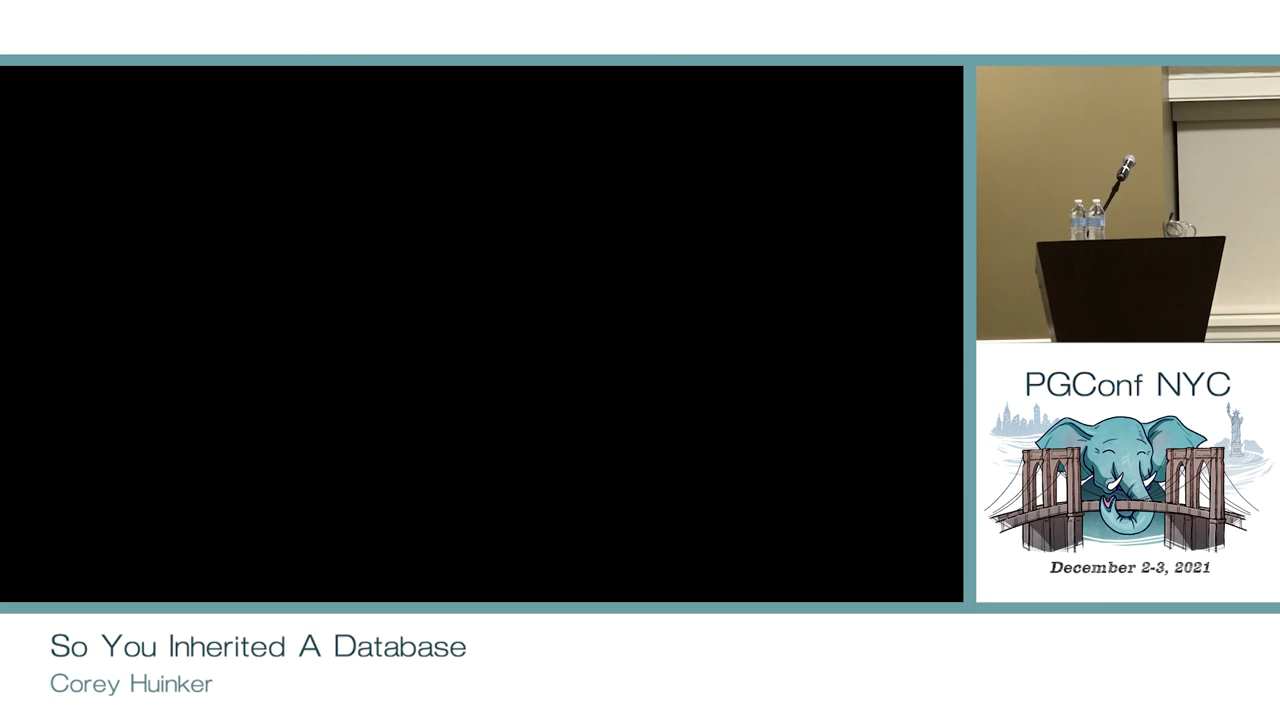 PGConf NYC
December 2-3, 2021
So You Inherited A Database
Corey Huinker